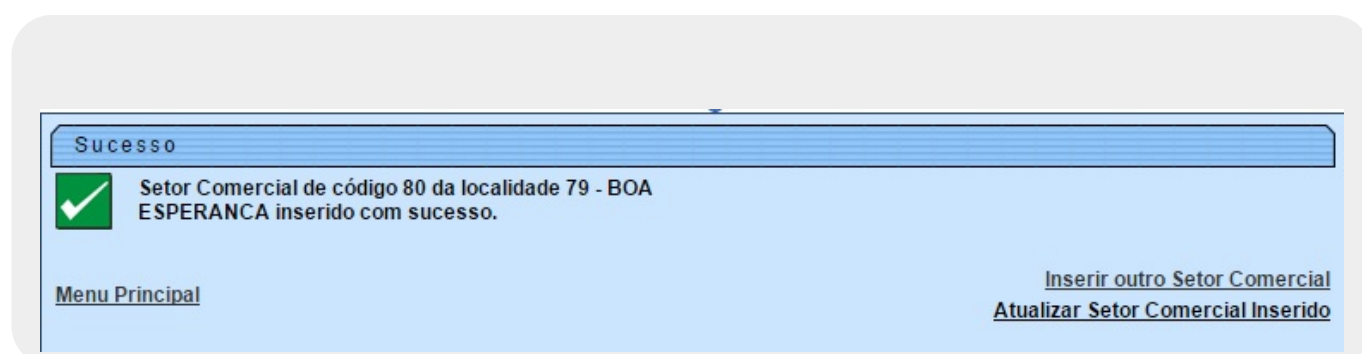 Sucesso
Setor Comercial de código 80 da localidade 79 - BOA
ESPERANCA inserido com sucesso.
Inserir outro Setor Comercial
Menu Principal
Atualizar Setor Comercial Inserido